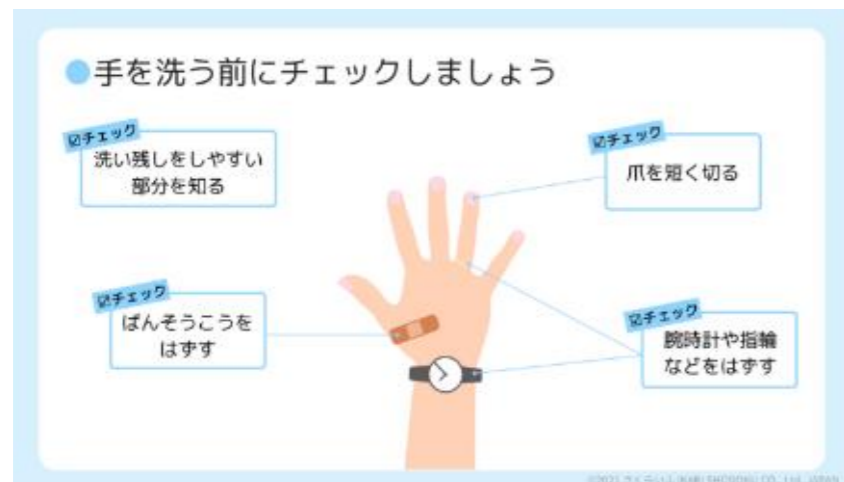 ●手を洗う前にチェックしましょう
☑チェック
洗い残しをしやすい
部分を知る
☑チェック
爪を短く切る
☑チェック
ばんそうこうを
はずす
☑チェック
腕時計や指輪
などをはずす